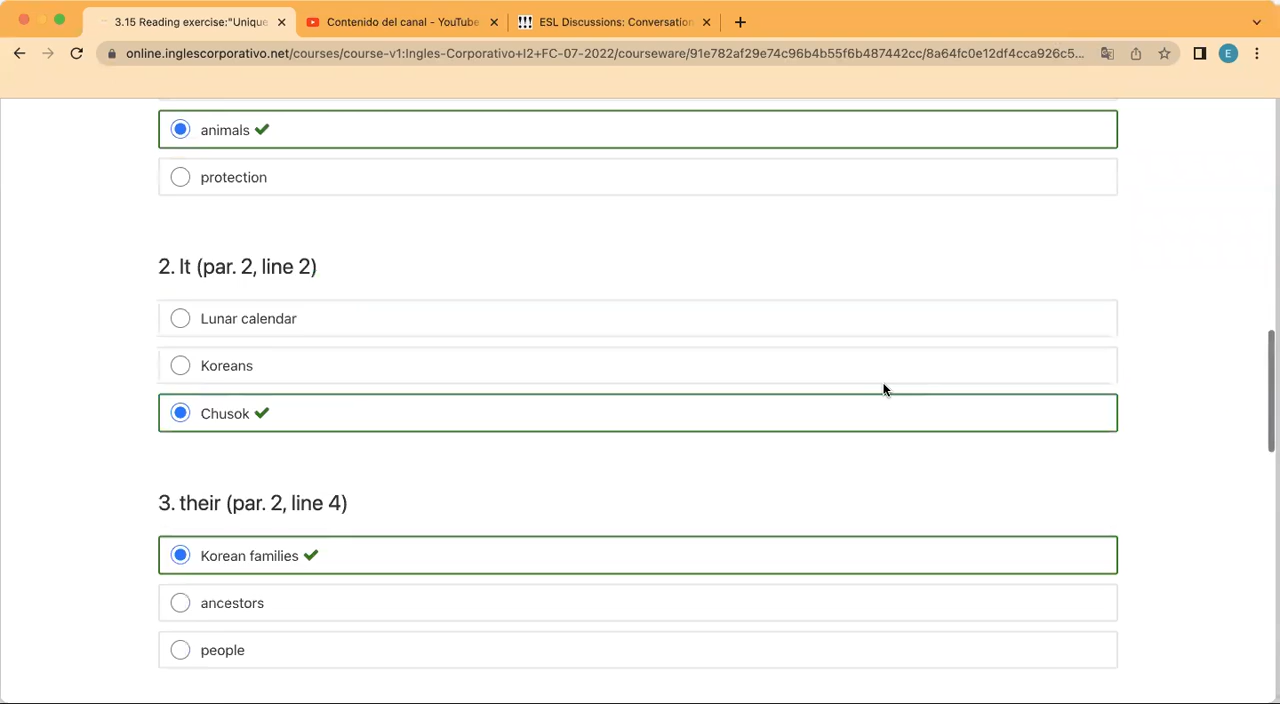 3.15 Reading exercise:"Unique
Contenido del canal - YouTube
ESL Discussions: Conversation
online.inglescorporativo.net/courses/course-v1:Ingles-Corporativo+I2+FC-07-2022/courseware/91e782af29e74c96b4b55f6b487442cc/8a64fc0e12df4cca926c5...
E
animals
protection
2. It (par. 2, line 2)
Lunar calendar
Koreans
Chusok
3. their (par. 2, line 4)
Korean families
ancestors
people